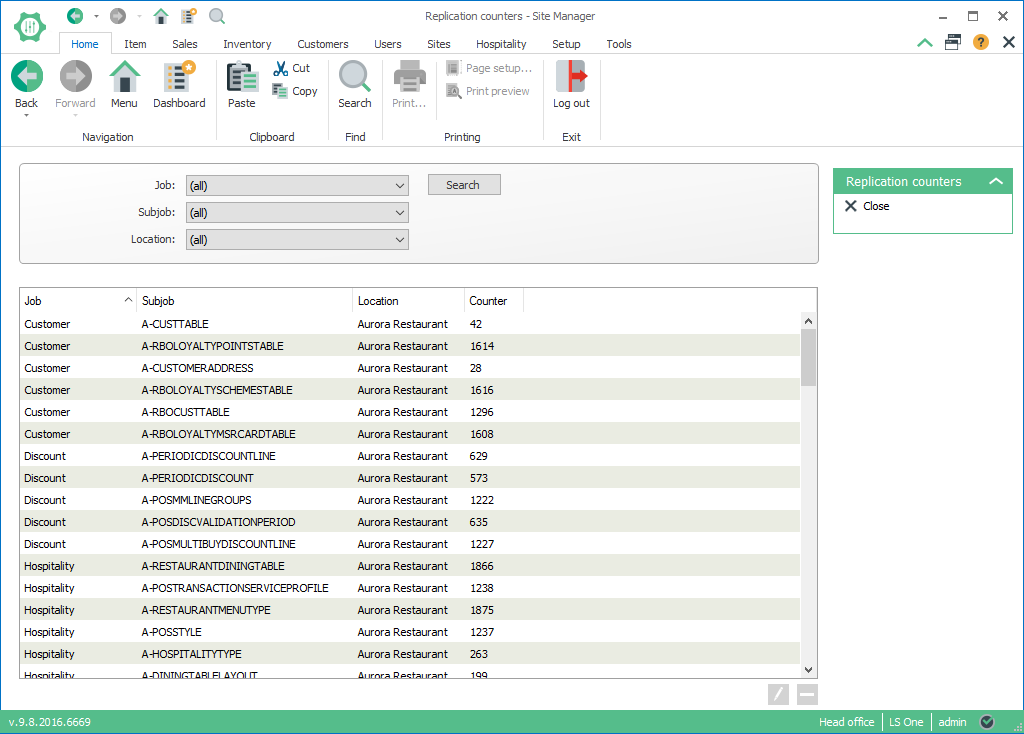 Replication counters - Site Manager
Home Item Sales Inventory Customers Users Sites Hospitality Setup Tools
Back Forward Menu Dashboard
Navigation
Paste Cut
Copy
Clipboard
Search
Find
Print... Page setup...
Print preview
Printing
Log out
Exit
Job: (all) Search
Subjob: (all)
Location: (all)
Replication counters
Close
Job Subjob Location Counter
Customer A-CUSTTABLE Aurora Restaurant 42
Customer A-RBOLOYALTYPOINTSTABLE Aurora Restaurant 1614
Customer A-CUSTOMERADDRESS Aurora Restaurant 28
Customer A-RBOLOYALTYSCHEMESTABLE Aurora Restaurant 1616
Customer A-RBOCUSTTABLE Aurora Restaurant 1296
Customer A-RBOLOYALTYMSRCARDTABLE Aurora Restaurant 1608
Discount A-PERIODICDISCOUNTLINE Aurora Restaurant 629
Discount A-PERIODICDISCOUNT Aurora Restaurant 573
Discount A-POSMMLINEGROUPS Aurora Restaurant 1222
Discount A-POSDISCVALIDATIONPERIOD Aurora Restaurant 635
Discount A-POSMULTIBUYDISCOUNTLINE Aurora Restaurant 1227
Hospitality A-RESTAURANTDININGTABLE Aurora Restaurant 1866
Hospitality A-POSTRANSACTIONSERVICEPROFILE Aurora Restaurant 1238
Hospitality A-RESTAURANTMENUTYPE Aurora Restaurant 1875
Hospitality A-POSSTYLE Aurora Restaurant 1237
Hospitality A-HOSPITALITYTYPE Aurora Restaurant 263
Hospitality A-DININGTABLELAYOUT Aurora Restaurant 199
v.9.8.2016.6669 Head office LS One admin